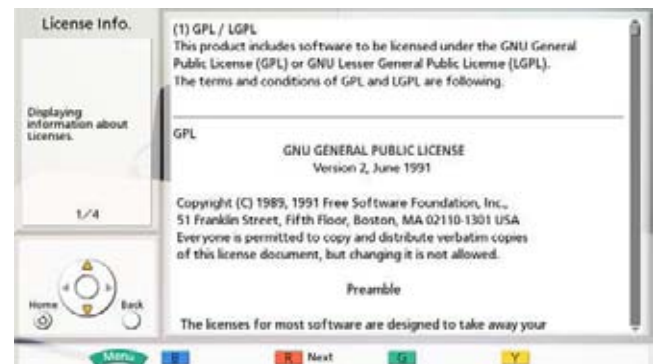 License Info.
Displaying
information about
Licenses.
1/4
Home
Back
(1) GPL / LGPL
This product includes software to be licensed under the GNU General
Public License (GPL) or GNU Lesser General Public License (LGPL).
The terms and conditions of GPL and LGPL are following.
GPL
GNU GENERAL PUBLIC LICENSE
Version 2, June 1991
Copyright (C) 1989, 1991 Free Software Foundation, Inc.,
51 Franklin Street, Fifth Floor, Boston, MA 02110-1301 USA
Everyone is permitted to copy and distribute verbatim copies
of this license document, but changing it is not allowed.
Preamble
The licenses for most software are designed to take away your
Menu B R Next G Y